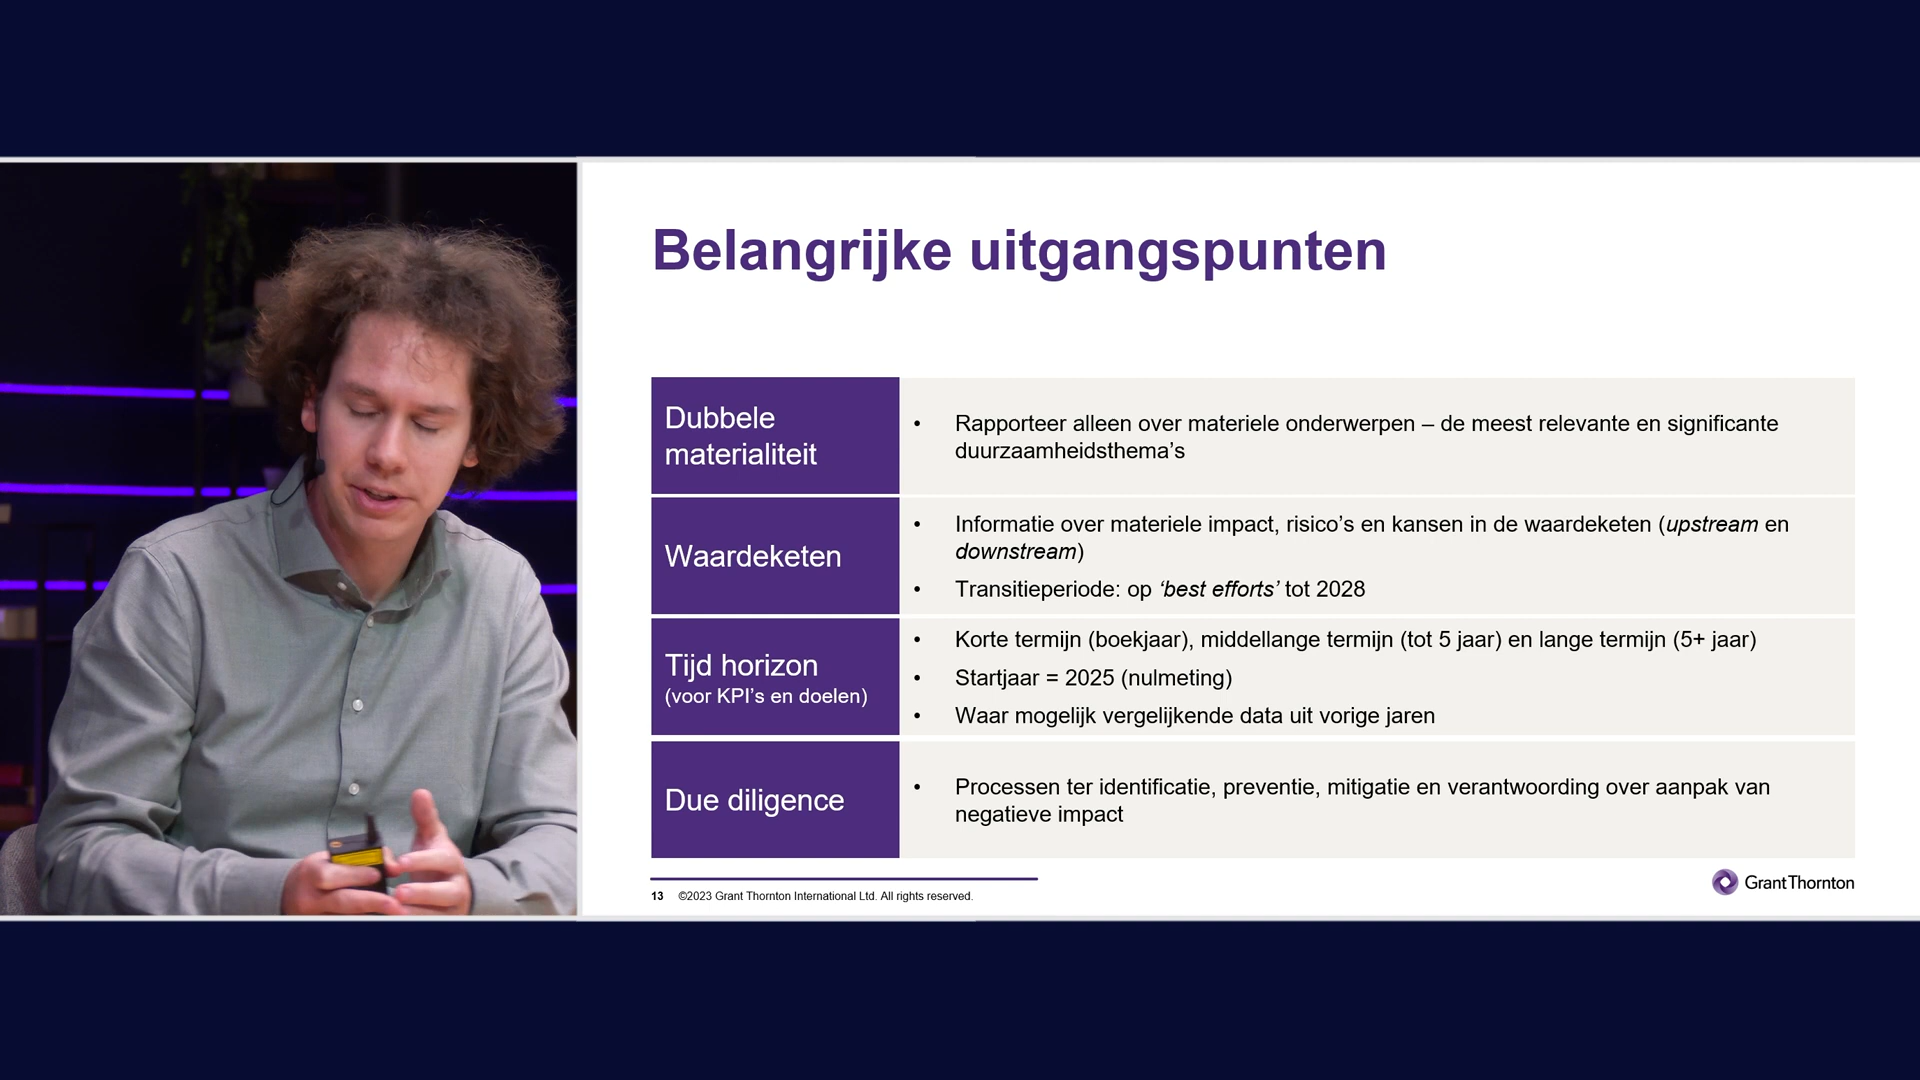 Belangrijke uitgangspunten
Dubbele
materialiteit
• Rapporteer alleen over materiele onderwerpen – de meest relevante en significante
duurzaamheidsthema’s
Waardeketen
• Informatie over materiele impact, risico’s en kansen in de waardeketen (upstream en
downstream)
• Transitieperiode: op ‘best efforts’ tot 2028
Tijd horizon
(voor KPI’s en doelen)
• Korte termijn (boekjaar), middellange termijn (tot 5 jaar) en lange termijn (5+ jaar)
• Startjaar = 2025 (nulmeting)
• Waar mogelijk vergelijkende data uit vorige jaren
Due diligence
• Processen ter identificatie, preventie, mitigatie en verantwoording over aanpak van
negatieve impact
13 ©2023 Grant Thornton International Ltd. All rights reserved.
GrantThornton